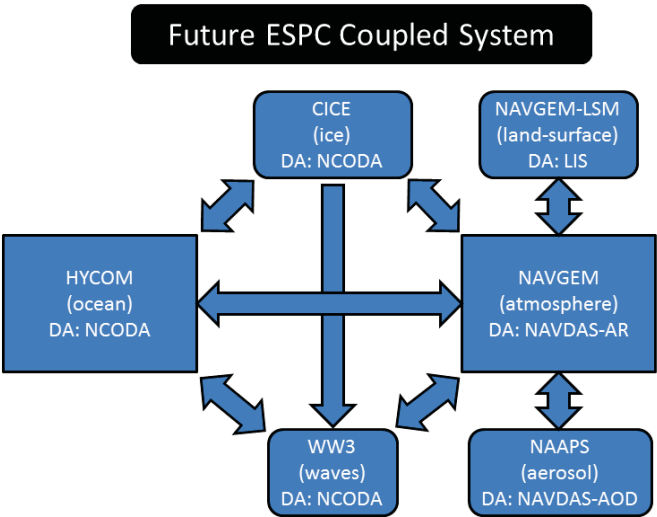 Future ESPC Coupled System
CICE
(ice)
DA: NCODA
NAVGEM-LSM
(land-surface)
DA: LIS
HYCOM
(ocean)
DA: NCODA
NAVGEM
(atmosphere)
DA: NAVDAS-AR
WW3
(waves)
DA: NCODA
NAAPS
(aerosol)
DA: NAVDAS-AOD